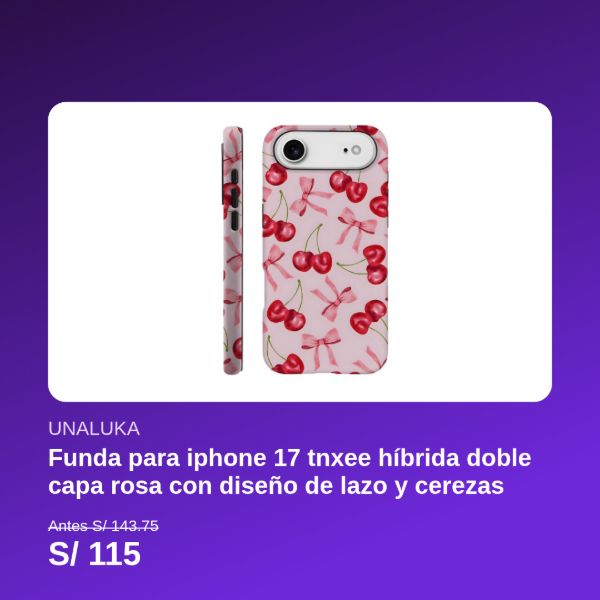 UNALUKA
Funda para iphone 17 tnxee híbrida doble
capa rosa con diseño de lazo y cerezas
Antes S/ 143.75
S/ 115